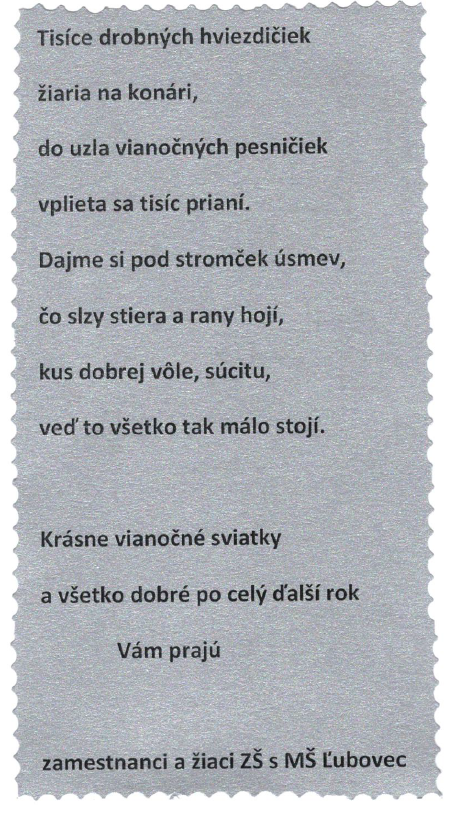 Tisíce drobných hviezdičiek
žiaria na konári,
do uzla vianočných pesničiek
vplieta sa tisíc prianí.
Dajme si pod stromček úsmev,
čo slzy stiera a rany hojí,
kus dobrej vôle, súcitu,
veď to všetko tak málo stojí.
Krásne vianočné sviatky
a všetko dobré po celý ďalší rok
Vám prajú
zamestnanci a žiaci ZŠ s MŠ Ľubovec